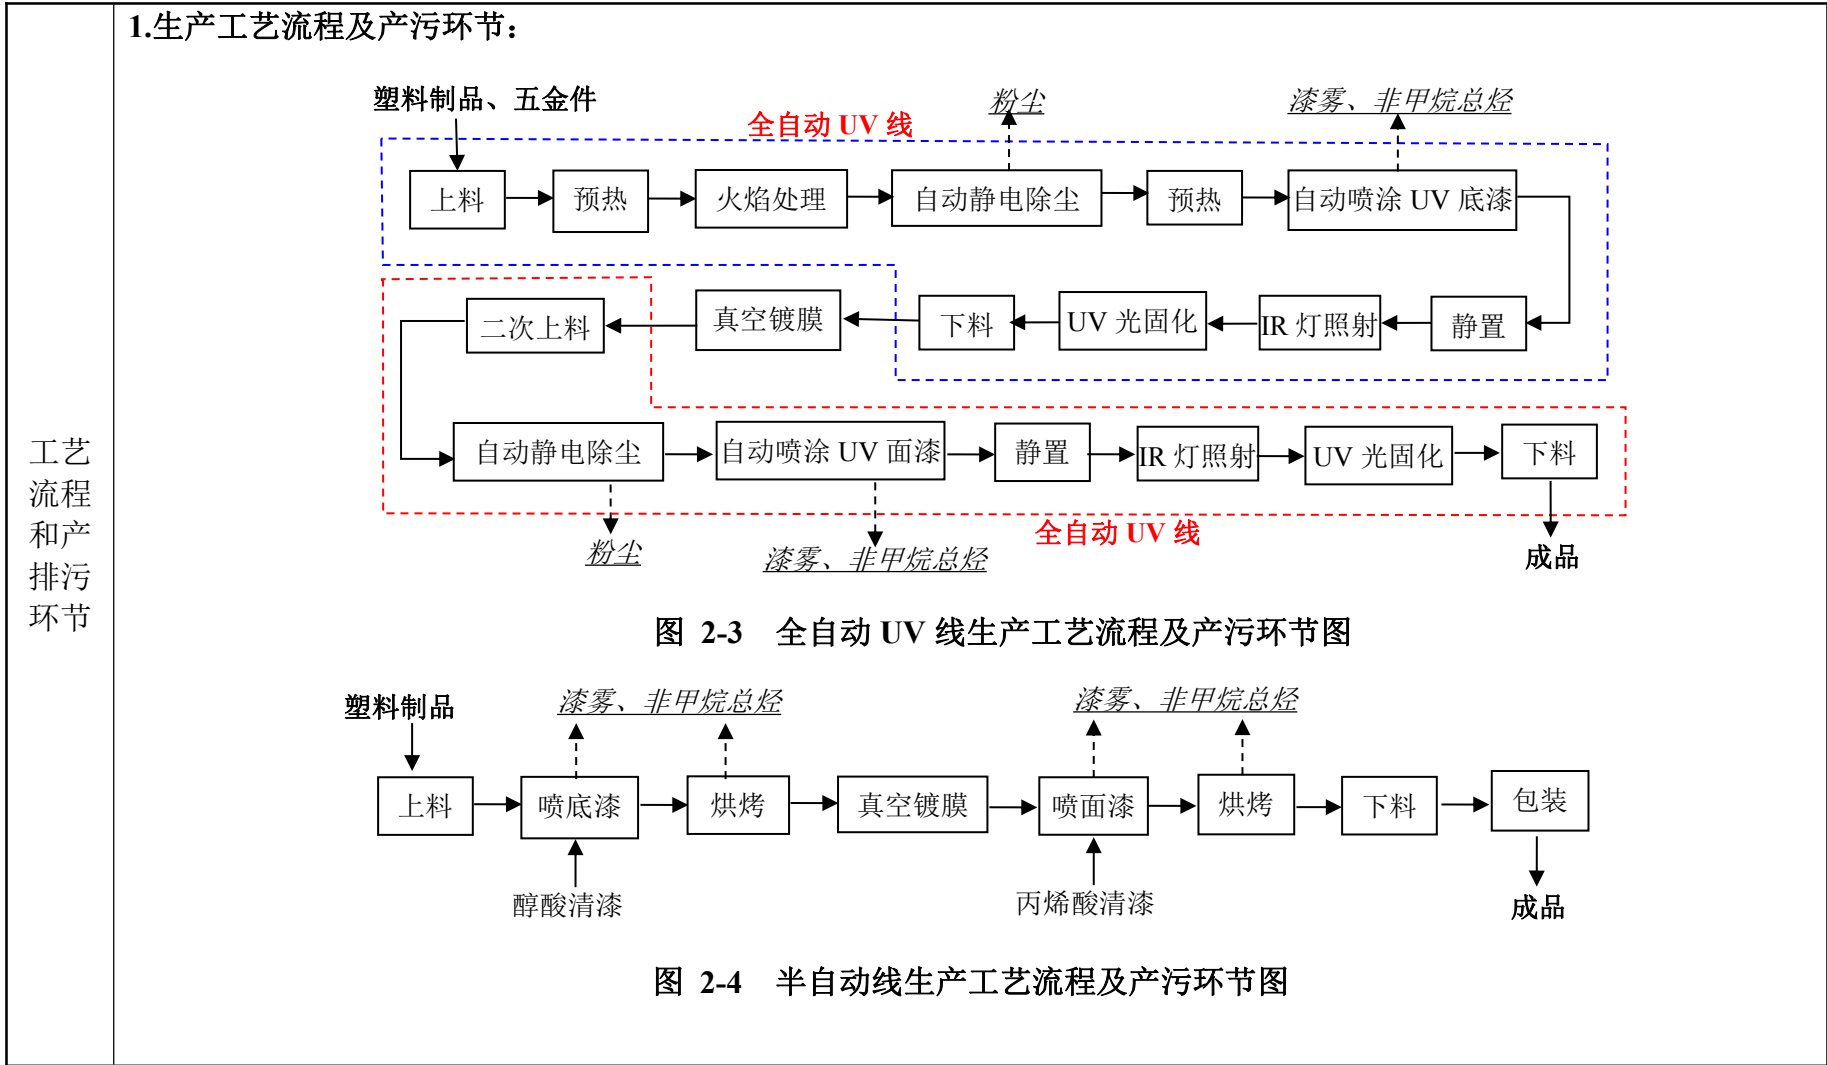 1.生产工艺流程及产污环节：
塑料制品、五金件
粉尘
漆雾、非甲烷总烃
全自动 UV 线
上料
预热
火焰处理
自动静电除尘
预热
自动喷涂 UV 底漆
二次上料
真空镀膜
下料
UV 光固化
IR 灯照射
静置
自动静电除尘
自动喷涂 UV 面漆
静置
IR 灯照射
UV 光固化
下料
全自动 UV 线
粉尘
漆雾、非甲烷总烃
成品
图 2-3 全自动 UV 线生产工艺流程及产污环节图
工艺
流程
和产
排污
环节
塑料制品
漆雾、非甲烷总烃
漆雾、非甲烷总烃
上料
喷底漆
烘烤
真空镀膜
喷面漆
烘烤
下料
包装
醇酸清漆
丙烯酸清漆
成品
图 2-4 半自动线生产工艺流程及产污环节图